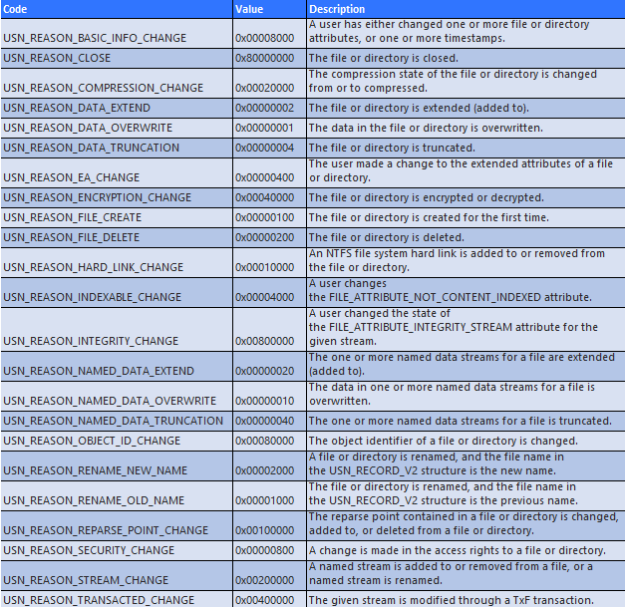 Code Value Description
USN_REASON_BASIC_INFO_CHANGE 0x00008000 A user has either changed one or more file or directory
attributes, or one or more timestamps.
USN_REASON_CLOSE 0x80000000 The file or directory is closed.
USN_REASON_COMPRESSION_CHANGE 0x00020000 The compression state of the file or directory is changed
from or to compressed.
USN_REASON_DATA_EXTEND 0x00000002 The file or directory is extended (added to).
USN_REASON_DATA_OVERWRITE 0x00000001 The data in the file or directory is overwritten.
USN_REASON_DATA_TRUNCATION 0x00000004 The file or directory is truncated.
USN_REASON_EA_CHANGE 0x00000400 The user made a change to the extended attributes of a file
or directory.
USN_REASON_ENCRYPTION_CHANGE 0x00040000 The file or directory is encrypted or decrypted.
USN_REASON_FILE_CREATE 0x00000100 The file or directory is created for the first time.
USN_REASON_FILE_DELETE 0x00000200 The file or directory is deleted.
USN_REASON_HARD_LINK_CHANGE 0x00010000 An NTFS file system hard link is added to or removed from
the file or directory.
USN_REASON_INDEXABLE_CHANGE 0x00004000 A user changes
the FILE_ATTRIBUTE_NOT_CONTENT_INDEXED attribute.
USN_REASON_INTEGRITY_CHANGE 0x00800000 A user changed the state of
the FILE_ATTRIBUTE_INTEGRITY_STREAM attribute for the
given stream.
USN_REASON_NAMED_DATA_EXTEND 0x00000020 The one or more named data streams for a file are extended
(added to).
USN_REASON_NAMED_DATA_OVERWRITE 0x00000010 The data in one or more named data streams for a file is
overwritten.
USN_REASON_NAMED_DATA_TRUNCATION 0x00000040 The one or more named data streams for a file is truncated.
USN_REASON_OBJECT_ID_CHANGE 0x00080000 The object identifier of a file or directory is changed.
USN_REASON_RENAME_NEW_NAME 0x00002000 A file or directory is renamed, and the file name in
the USN_RECORD_V2 structure is the new name.
USN_REASON_RENAME_OLD_NAME 0x00001000 The file or directory is renamed, and the file name in
the USN_RECORD_V2 structure is the previous name.
USN_REASON_REPARSE_POINT_CHANGE 0x00100000 The reparse point contained in a file or directory is changed,
added to, or deleted from a file or directory.
USN_REASON_SECURITY_CHANGE 0x00000800 A change is made in the access rights to a file or directory.
USN_REASON_STREAM_CHANGE 0x00200000 A named stream is added to or removed from a file, or a
named stream is renamed.
USN_REASON_TRANSACTED_CHANGE 0x00400000 The given stream is modified through a TxF transaction.